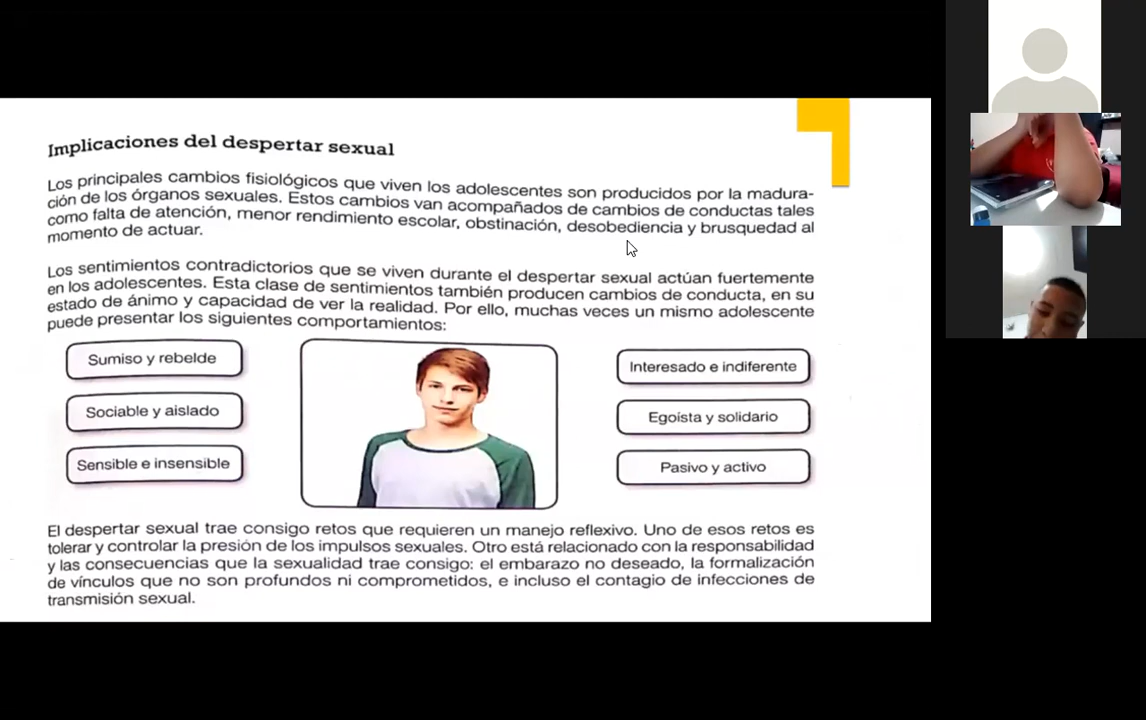 Implicaciones del despertar sexual
Los principales cambios fisiológicos que viven los adolescentes son producidos por la madura-
ción de los órganos sexuales. Estos cambios van acompañados de cambios de conductas tales
como falta de atención, menor rendimiento escolar, obstinación, desobediencia y brusquedad al
momento de actuar.
Los sentimientos contradictorios que se viven durante el despertar sexual actúan fuertemente
en los adolescentes. Esta clase de sentimientos también producen cambios de conducta, en su
estado de ánimo y capacidad de ver la realidad. Por ello, muchas veces un mismo adolescente
puede presentar los siguientes comportamientos:
Sumiso y rebelde
Sociable y aislado
Sensible e insensible
Interesado e indiferente
Egoísta y solidario
Pasivo y activo
El despertar sexual trae consigo retos que requieren un manejo reflexivo. Uno de esos retos es
tolerar y controlar la presión de los impulsos sexuales. Otro está relacionado con la responsabilidad
y las consecuencias que la sexualidad trae consigo: el embarazo no deseado, la formalización
de vínculos que no son profundos ni comprometidos, e incluso el contagio de infecciones de
transmisión sexual.